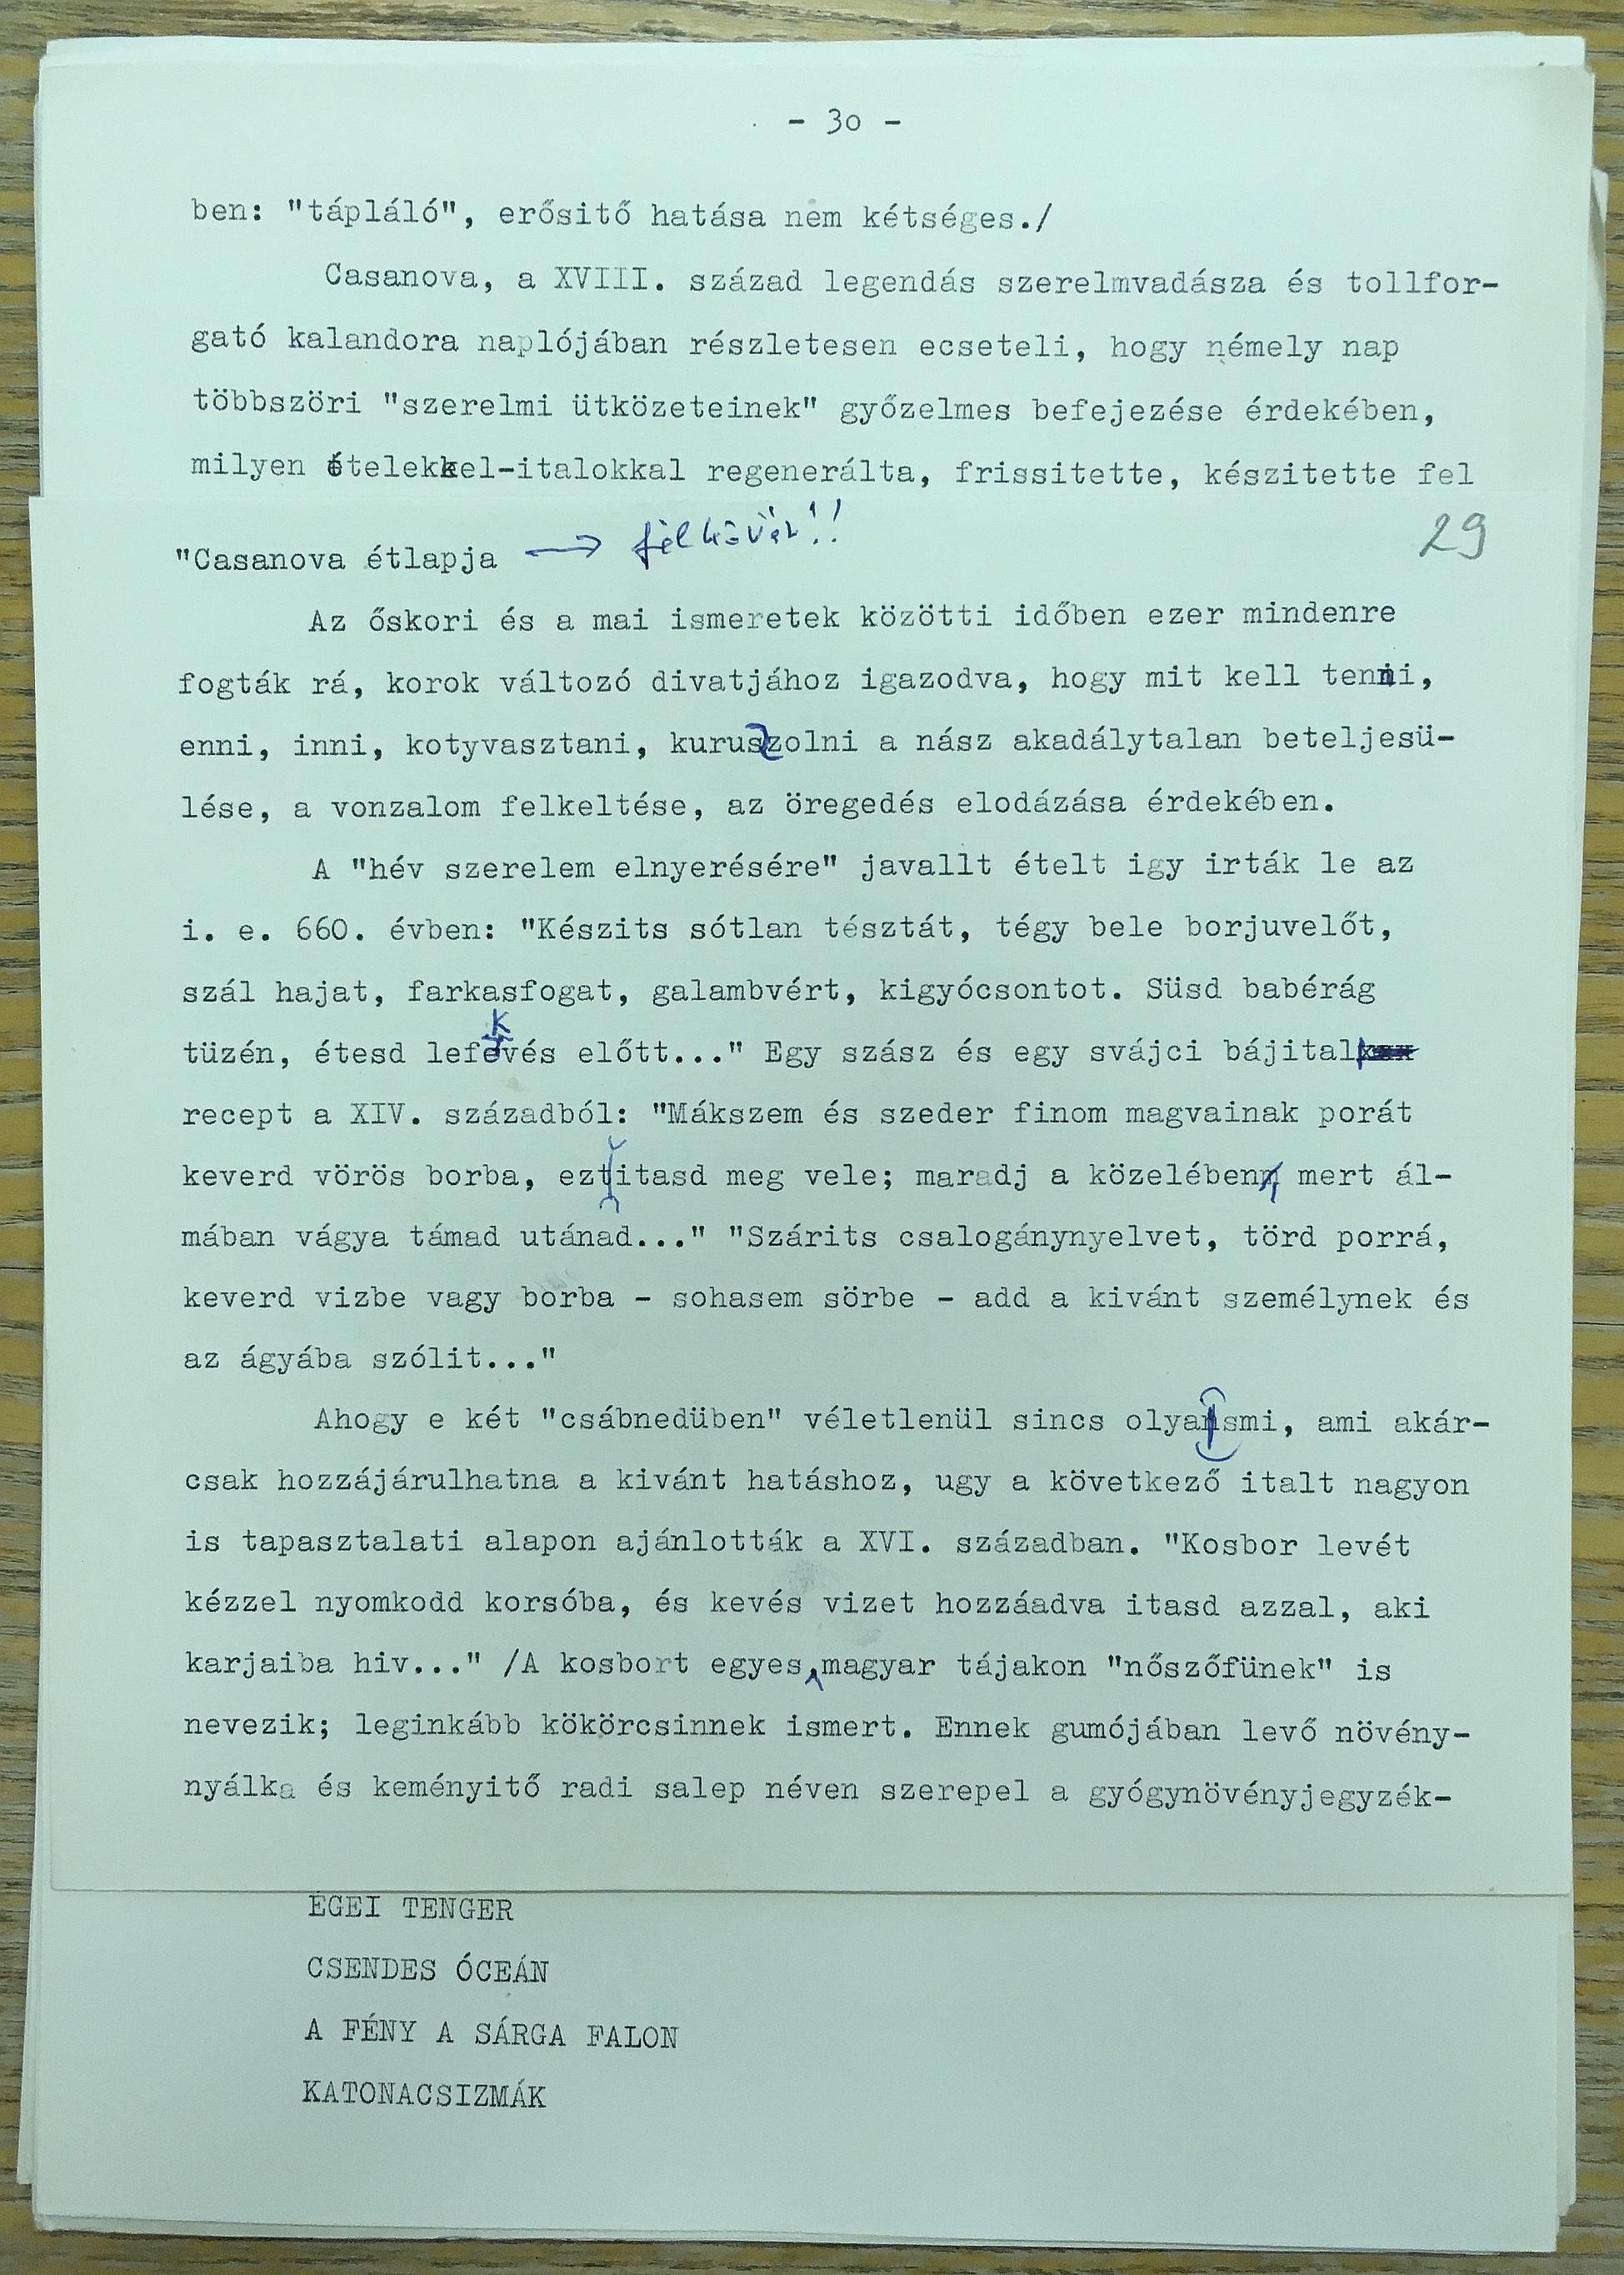 - 3o -
ben: "tápláló", erősitő hatása nem kétséges./
Casanova, a XVIII. század legendás szerelmvadásza és tollfor-
gató kalandora naplójában részletesen ecseteli, hogy némely nap
többszöri "szerelmi ütközeteinek" győzelmes befejezése érdekében,
milyen ételekkel-italokkal regenerálta, frissitette, készitette fel
"Casanova étlapja → félkövér!! 29
Az őskori és a mai ismeretek közötti időben ezer mindenre
fogták rá, korok változó divatjához igazodva, hogy mit kell tenni,
enni, inni, kotyvasztani, kuruszolni a nász akadálytalan beteljesü-
lése, a vonzalom felkeltése, az öregedés elodázása érdekében.
A "hév szerelem elnyerésére" javallt ételt igy irták le az
i. e. 660. évben: "Készits sótlan tésztát, tégy bele borjuvelőt,
szál hajat, farkasfogat, galambvért, kigyócsontot. Süsd babérág
k
tüzén, étesd lefevés előtt..." Egy szász és egy svájci bájital
recept a XIV. századból: "Mákszem és szeder finom magvainak porát
keverd vörös borba, ezt itasd meg vele; maradj a közelében, mert ál-
mában vágya támad utánad..." "Szárits csalogánynyelvet, törd porrá,
keverd vizbe vagy borba - sohasem sörbe - add a kivánt személynek és
az ágyába szólit..."
Ahogy e két "csábnedüben" véletlenül sincs olyasmi, ami akár-
csak hozzájárulhatna a kivánt hatáshoz, ugy a következő italt nagyon
is tapasztalati alapon ajánlották a XVI. században. "Kosbor levét
kézzel nyomkodd korsóba, és kevés vizet hozzáadva itasd azzal, aki
karjaiba hiv..." /A kosbort egyes magyar tájakon "nőszőfünek" is
nevezik; leginkább kökörcsinnek ismert. Ennek gumójában levő növény-
nyálka és keményitő radi salep néven szerepel a gyógynövényjegyzék-
ÉGEI TENGER
CSENDES ÓCEÁN
A FÉNY A SÁRGA FALON
KATONACSIZMÁK